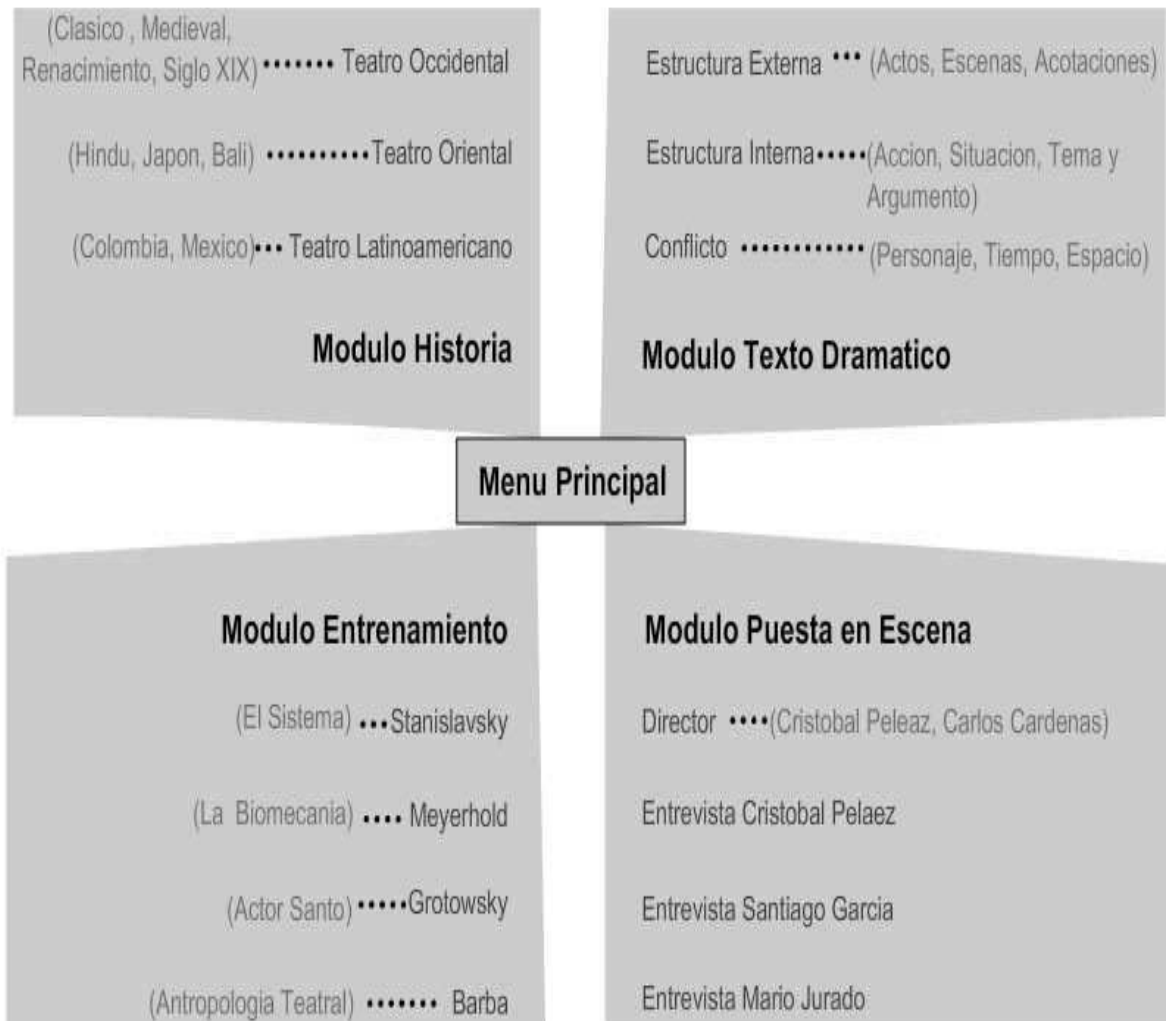 (Clasico , Medieval,
Renacimiento, Siglo XIX) ······· Teatro Occidental
(Hindu, Japon, Bali) ·········· Teatro Oriental
(Colombia, Mexico) ··· Teatro Latinoamericano
Modulo Historia
Estructura Externa ··· (Actos, Escenas, Acotaciones)
Estructura Interna ····· (Accion, Situacion, Tema y
Argumento)
Conflicto ············ (Personaje, Tiempo, Espacio)
Modulo Texto Dramatico
Menu Principal
Modulo Entrenamiento
(El Sistema) ··· Stanislavsky
(La Biomecania) ···· Meyerhold
(Actor Santo) ····· Grotowsky
(Antropologia Teatral) ······· Barba
Modulo Puesta en Escena
Director ···· (Cristobal Peleaz, Carlos Cardenas)
Entrevista Cristobal Pelaez
Entrevista Santiago Garcia
Entrevista Mario Jurado